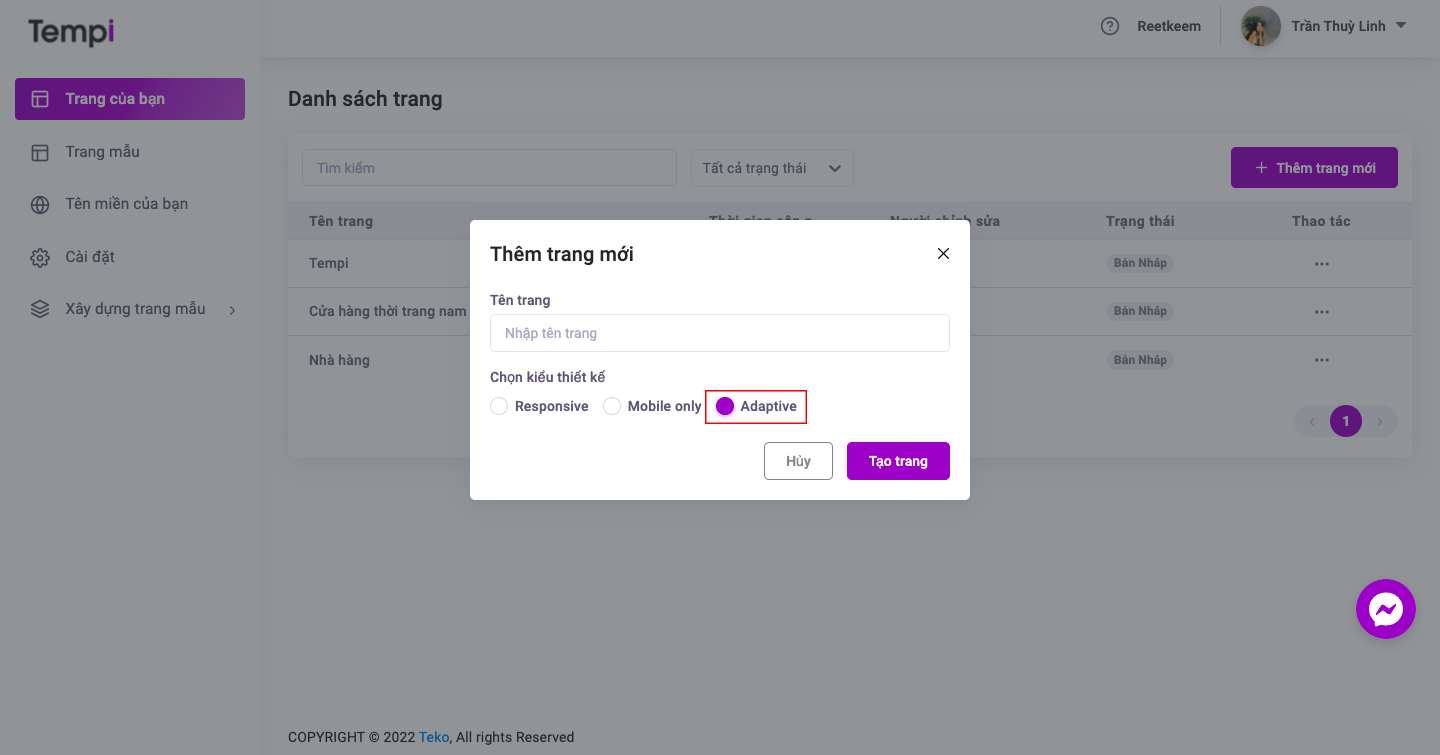 Tempi
Reetkeem
Trần Thuỳ Linh
Trang của bạn
Trang mẫu
Tên miền của bạn
Cài đặt
Xây dựng trang mẫu
Danh sách trang
Tìm kiếm
Tất cả trạng thái
+ Thêm trang mới
Tên trang
Trạng thái
Thao tác
Tempi
Bản Nháp
Cửa hàng thời trang nam
Bản Nháp
Nhà hàng
Bản Nháp
1
Thêm trang mới
Tên trang
Nhập tên trang
Chọn kiểu thiết kế
Responsive
Mobile only
Adaptive
Hủy
Tạo trang
COPYRIGHT © 2022 Teko, All rights Reserved